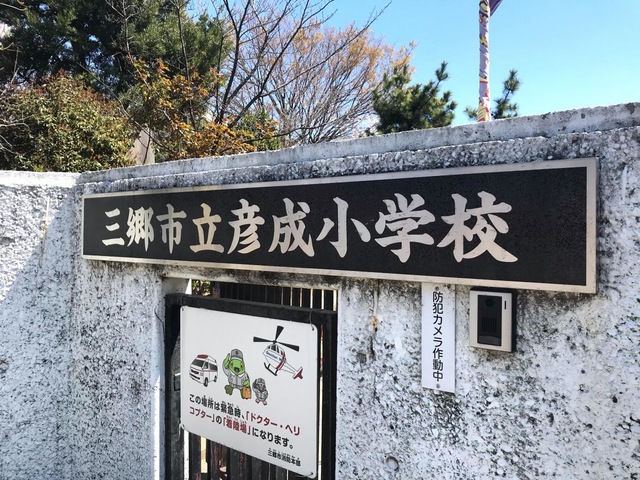 三郷市立彦成小学校
防犯カメラ作動中
この場所は緊急時、「ドクター・ヘリ
コプター」の「着陸場」になります。
三郷市消防本部